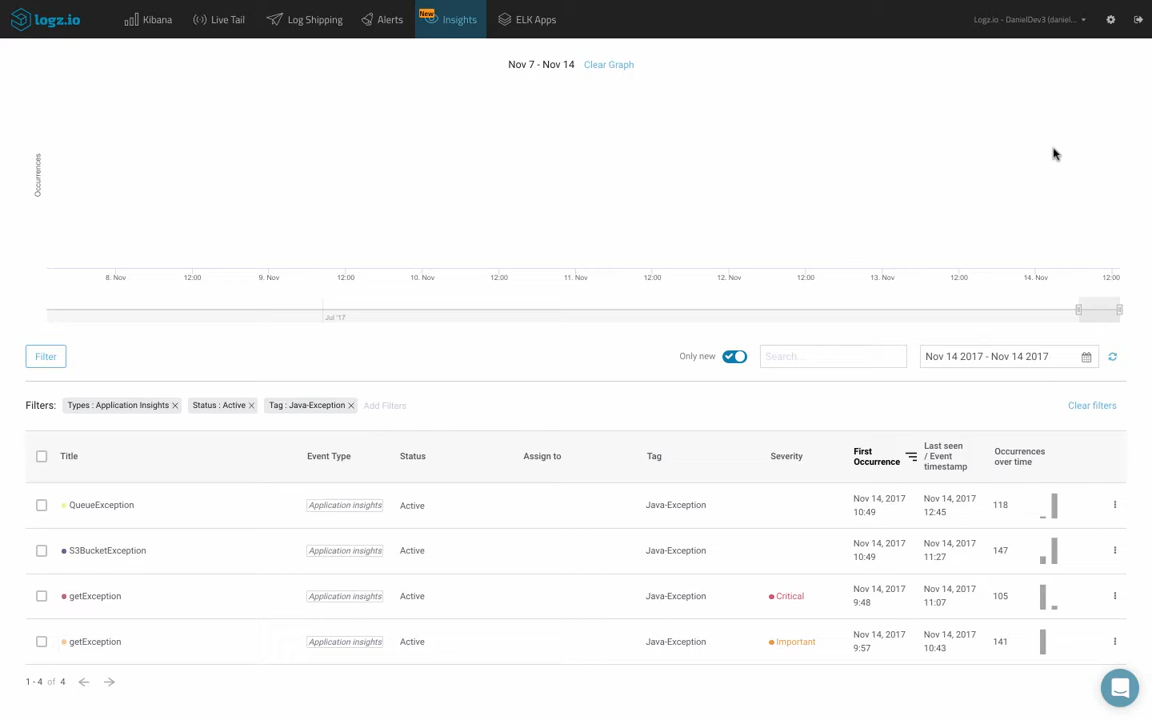 logz.io
Kibana
Live Tail
Log Shipping
Alerts
New
Insights
ELK Apps
Logz.io - DanielDev3 (daniel...
Nov 7 - Nov 14 Clear Graph
Occurrences
8. Nov 12:00 9. Nov 12:00 10. Nov 12:00 11. Nov 12:00 12. Nov 12:00 13. Nov 12:00 14. Nov 12:00
Jul '17
Filter
Only new
Search...
Nov 14 2017 - Nov 14 2017
Filters: Types : Application Insights Status : Active Tag : Java-Exception Add Filters
Clear filters
Title Event Type Status Assign to Tag Severity
First
Occurrence
Last seen
/ Event
timestamp
Occurrences
over time
QueueException Application insights Active Java-Exception
Nov 14, 2017
10:49
Nov 14, 2017
12:45
118
S3BucketException Application insights Active Java-Exception
Nov 14, 2017
10:49
Nov 14, 2017
11:27
147
getException Application insights Active Java-Exception Critical
Nov 14, 2017
9:48
Nov 14, 2017
11:07
105
getException Application insights Active Java-Exception Important
Nov 14, 2017
9:57
Nov 14, 2017
10:43
141
1 - 4 of 4